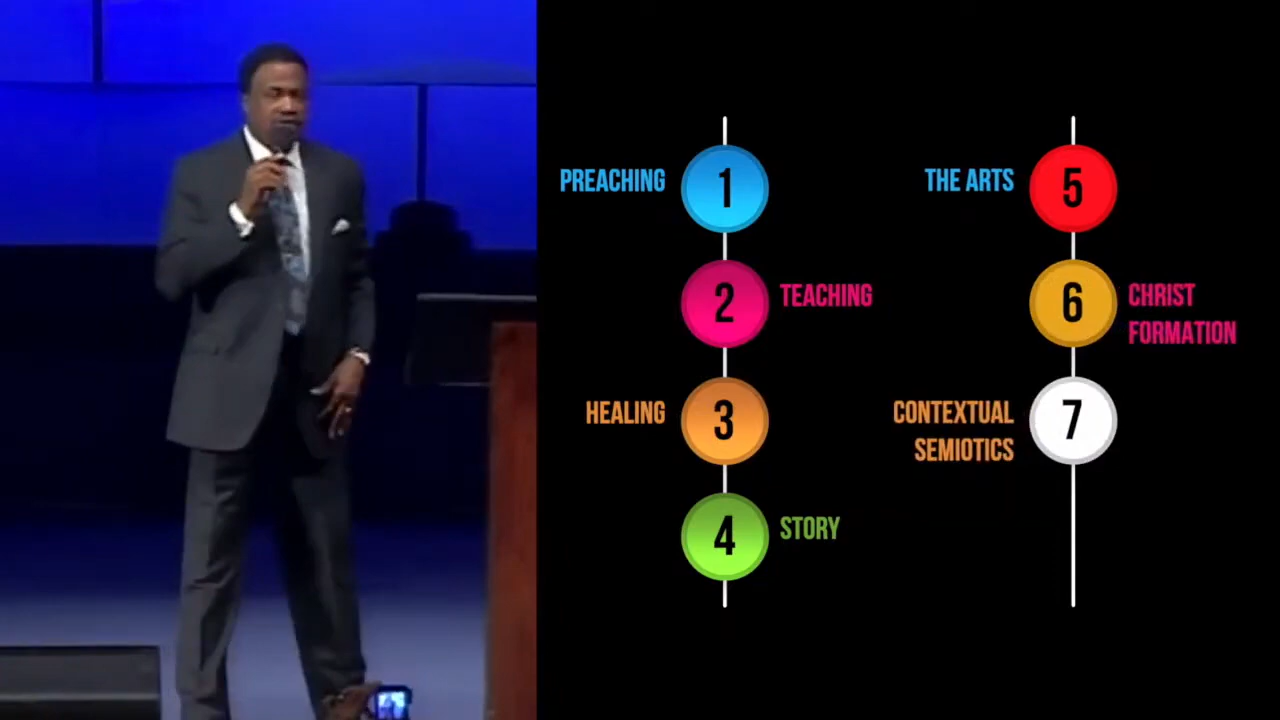 PREACHING
1
2
TEACHING
HEALING
3
4
STORY
THE ARTS
5
6
CHRIST
FORMATION
CONTEXTUAL
SEMIOTICS
7